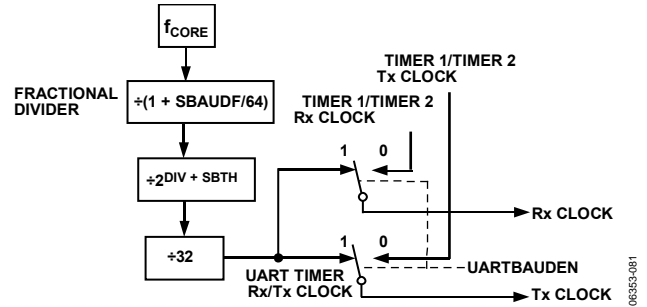 fCORE
TIMER 1/TIMER 2
Tx CLOCK
FRACTIONAL
DIVIDER
÷(1 + SBAUDF/64)
TIMER 1/TIMER 2
Rx CLOCK
1 0
÷2DIV + SBTH
Rx CLOCK
÷32
1 0
UART TIMER
Rx/Tx CLOCK
UARTBAUDEN
Tx CLOCK
06353-081